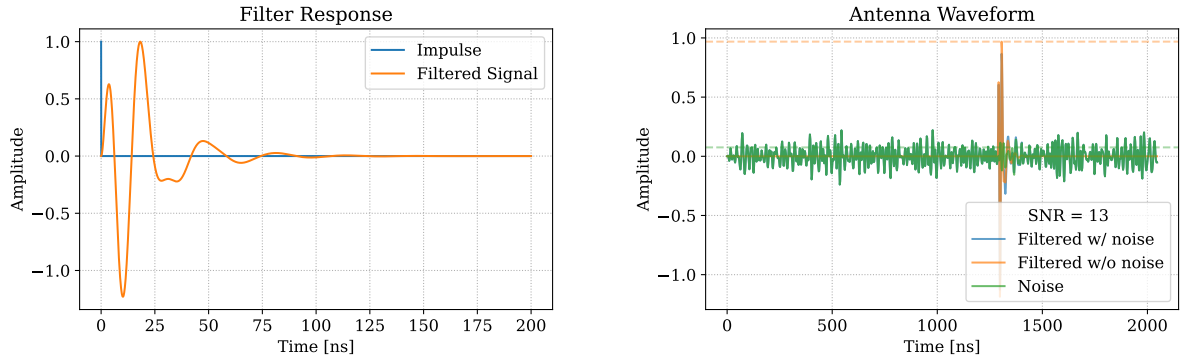 Filter Response
Amplitude
1.0
0.5
0.0
−0.5
−1.0
Impulse
Filtered Signal
0 25 50 75 100 125 150 175 200
Time [ns]
Antenna Waveform
Amplitude
1.0
0.5
0.0
−0.5
−1.0
SNR = 13
Filtered w/ noise
Filtered w/o noise
Noise
0 500 1000 1500 2000
Time [ns]